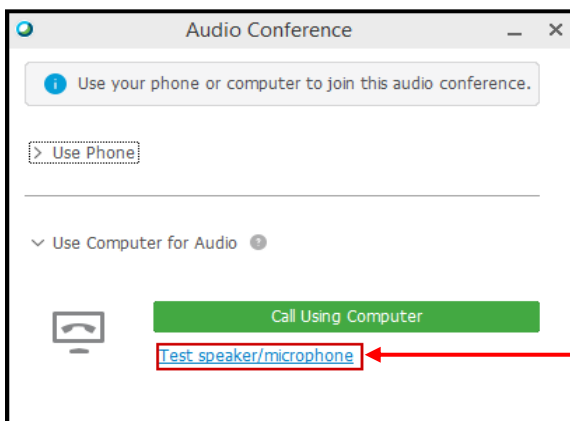 Audio Conference
Use your phone or computer to join this audio conference.
> Use Phone
Use Computer for Audio
Call Using Computer
Test speaker/microphone